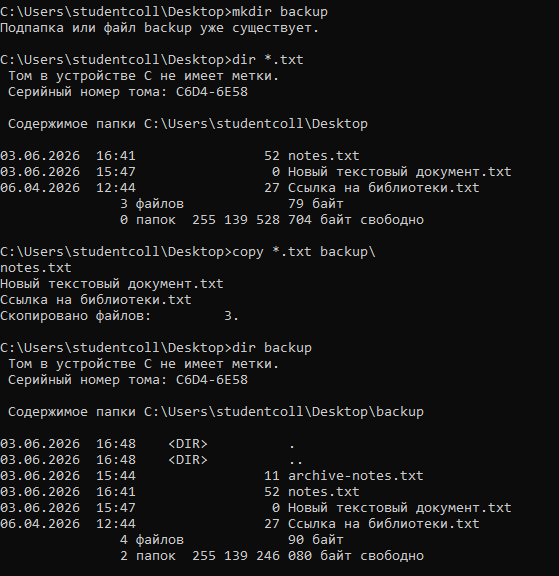 C:\Users\studentcoll\Desktop>mkdir backup
Подпапка или файл backup уже существует.
C:\Users\studentcoll\Desktop>dir *.txt
Том в устройстве C не имеет метки.
Серийный номер тома: C6D4-6E58
Содержимое папки C:\Users\studentcoll\Desktop
03.06.2026  16:41                52 notes.txt
03.06.2026  15:47                 0 Новый текстовый документ.txt
06.04.2026  12:44                27 Ссылка на библиотеки.txt
3 файлов             79 байт
0 папок  255 139 528 704 байт свободно
C:\Users\studentcoll\Desktop>copy *.txt backup\
notes.txt
Новый текстовый документ.txt
Ссылка на библиотеки.txt
Скопировано файлов:         3.
C:\Users\studentcoll\Desktop>dir backup
Том в устройстве C не имеет метки.
Серийный номер тома: C6D4-6E58
Содержимое папки C:\Users\studentcoll\Desktop\backup
03.06.2026  16:48    <DIR>          .
03.06.2026  16:48    <DIR>          ..
03.06.2026  15:44                11 archive-notes.txt
03.06.2026  16:41                52 notes.txt
03.06.2026  15:47                 0 Новый текстовый документ.txt
06.04.2026  12:44                27 Ссылка на библиотеки.txt
4 файлов             90 байт
2 папок  255 139 246 080 байт свободно